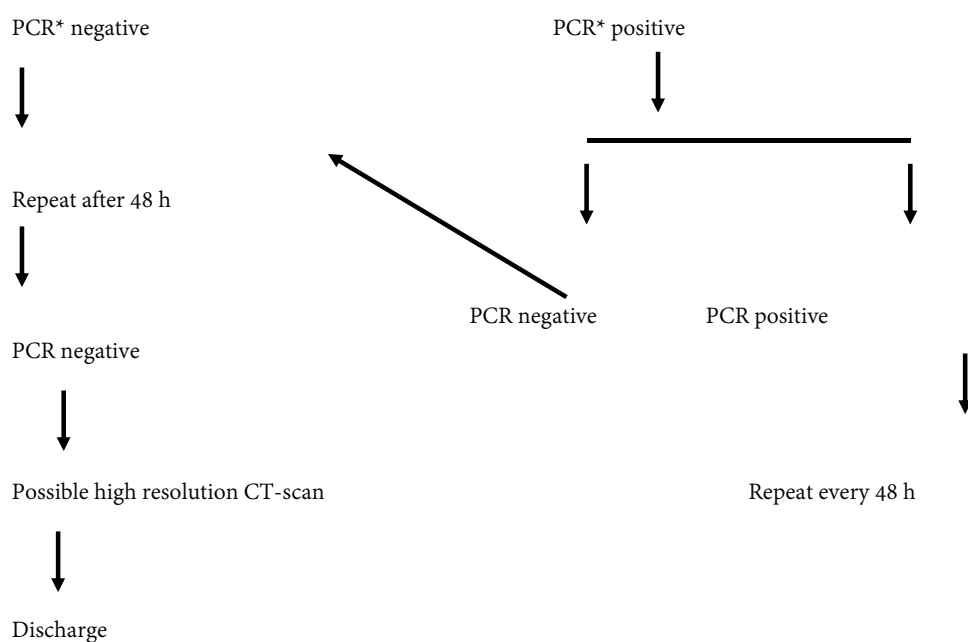 PCR* negative
PCR* positive
Repeat after 48 h
PCR negative
PCR positive
PCR negative
Possible high resolution CT-scan
Repeat every 48 h
Discharge